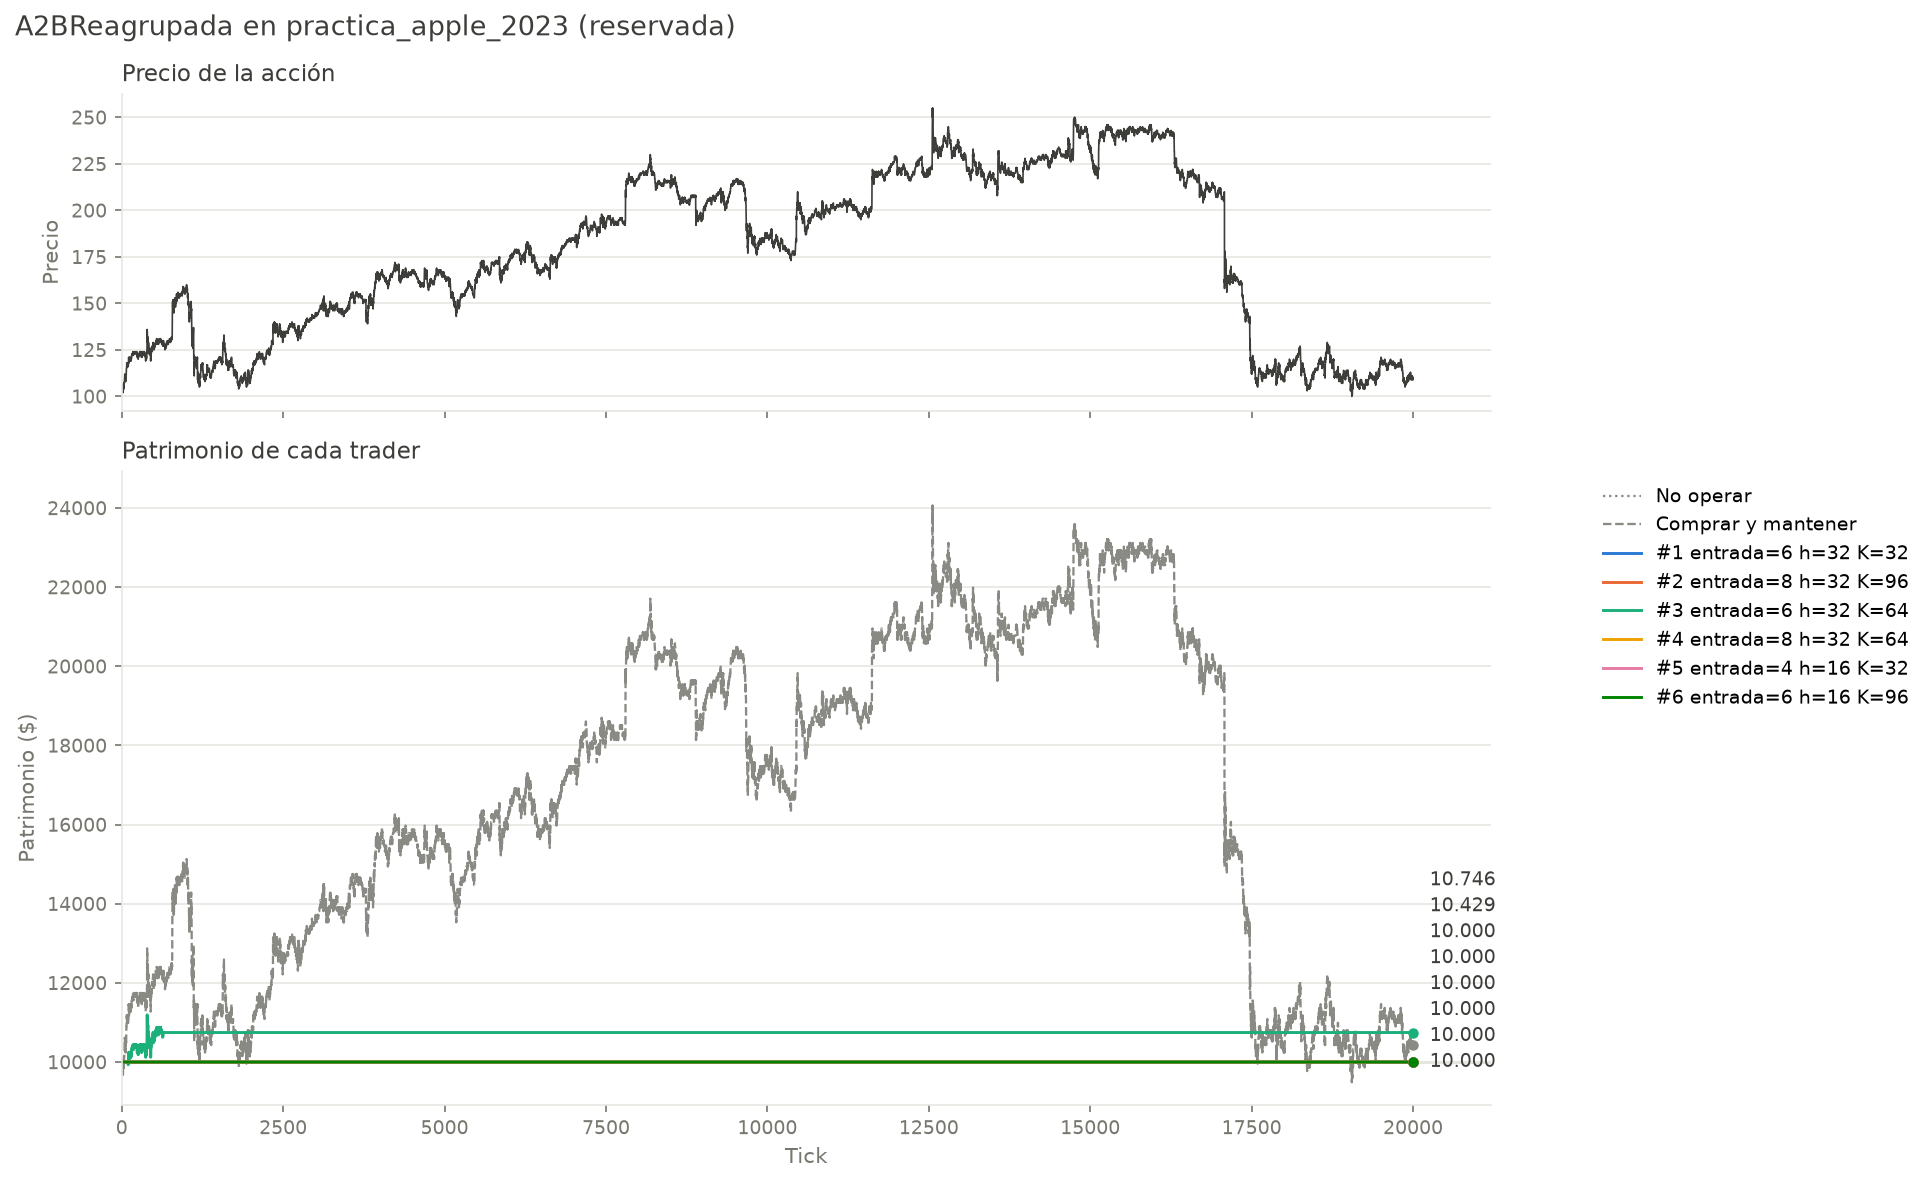 A2BReagrupada en practica_apple_2023 (reservada)
Precio de la acción
250
225
200
175
150
125
100
Precio
Patrimonio de cada trader
24000
22000
20000
18000
16000
14000
12000
10000
Patrimonio ($)
10.746
10.429
10.000
10.000
10.000
10.000
10.000
10.000
0
2500
5000
7500
10000
12500
15000
17500
20000
Tick
No operar
Comprar y mantener
#1 entrada=6 h=32 K=32
#2 entrada=8 h=32 K=96
#3 entrada=6 h=32 K=64
#4 entrada=8 h=32 K=64
#5 entrada=4 h=16 K=32
#6 entrada=6 h=16 K=96